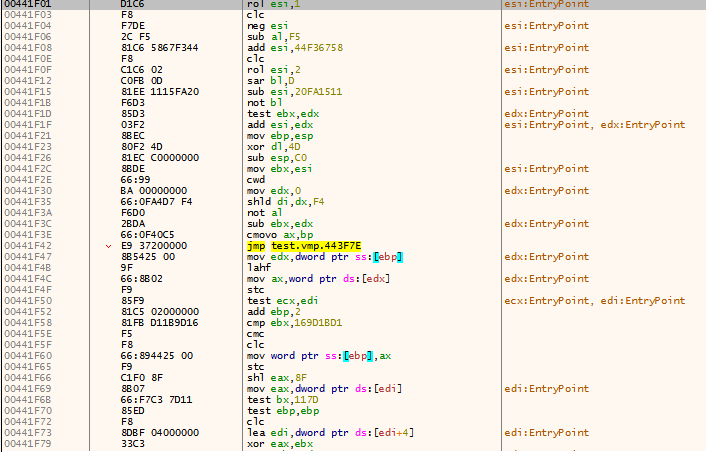 00441F01 D1C6 rol esi,1 esi:EntryPoint
00441F03 F8 clc
00441F04 F7DE neg esi esi:EntryPoint
00441F06 2C F5 sub al,F5
00441F08 81C6 5867F344 add esi,44F36758 esi:EntryPoint
00441F0E F8 clc
00441F0F C1C6 02 rol esi,2 esi:EntryPoint
00441F12 C0FB 0D sar bl,D
00441F15 81EE 1115FA20 sub esi,20FA1511 esi:EntryPoint
00441F1B F6D3 not bl
00441F1D 85D3 test ebx,edx edx:EntryPoint
00441F1F 03F2 add esi,edx esi:EntryPoint, edx:EntryPoint
00441F21 8BEC mov ebp,esp
00441F23 80F2 4D xor dl,4D
00441F26 81EC C0000000 sub esp,C0
00441F2C 8BDE mov ebx,esi esi:EntryPoint
00441F2E 66:99 cwd
00441F30 BA 00000000 mov edx,0 edx:EntryPoint
00441F35 66:0FA4D7 F4 shld di,dx,F4
00441F3A F6D0 not al
00441F3C 2BDA sub ebx,edx edx:EntryPoint
00441F3E 66:0F40C5 cmovo ax,bp
00441F42 E9 37200000 jmp test.vmp.443F7E
00441F47 8B5425 00 mov edx,dword ptr ss:[ebp] edx:EntryPoint
00441F4B 9F lahf
00441F4C 66:8B02 mov ax,word ptr ds:[edx] edx:EntryPoint
00441F4F F9 stc
00441F50 85F9 test ecx,edi ecx:EntryPoint, edi:EntryPoint
00441F52 81C5 02000000 add ebp,2
00441F58 81FB D11B9D16 cmp ebx,169D1BD1
00441F5E F5 cmc
00441F5F F8 clc
00441F60 66:894425 00 mov word ptr ss:[ebp],ax
00441F65 F9 stc
00441F66 C1F0 8F shl eax,8F
00441F69 8B07 mov eax,dword ptr ds:[edi] edi:EntryPoint
00441F6B 66:F7C3 7D11 test bx,117D
00441F70 85ED test ebp,ebp
00441F72 F8 clc
00441F73 8DBF 04000000 lea edi,dword ptr ds:[edi+4] edi:EntryPoint
00441F79 33C3 xor eax,ebx